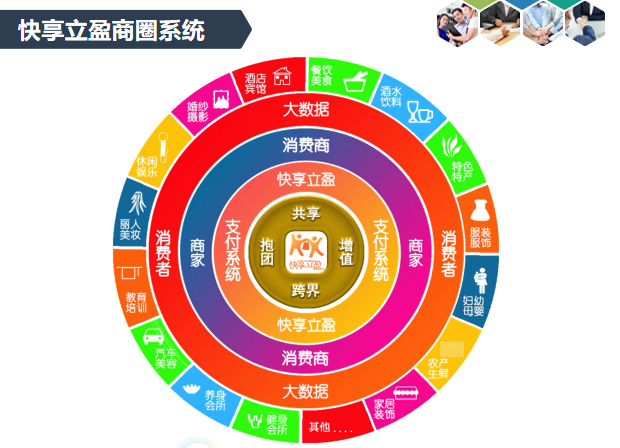 快享立盈商圈系统
酒店
宾馆
餐饮
美食
酒水
饮料
婚纱
摄影
特色
特产
休闲
娱乐
服装
服饰
丽人
美妆
妇幼
母婴
教育
培训
农产
生鲜
汽车
美容
家居
装饰
养身
会所
健身
会所
其他 . . . .
大数据
消费者
消费者
大数据
消费商
商家
商家
消费商
快享立盈
支付系统
支付系统
快享立盈
共享
抱团
增值
跨界
快享立盈